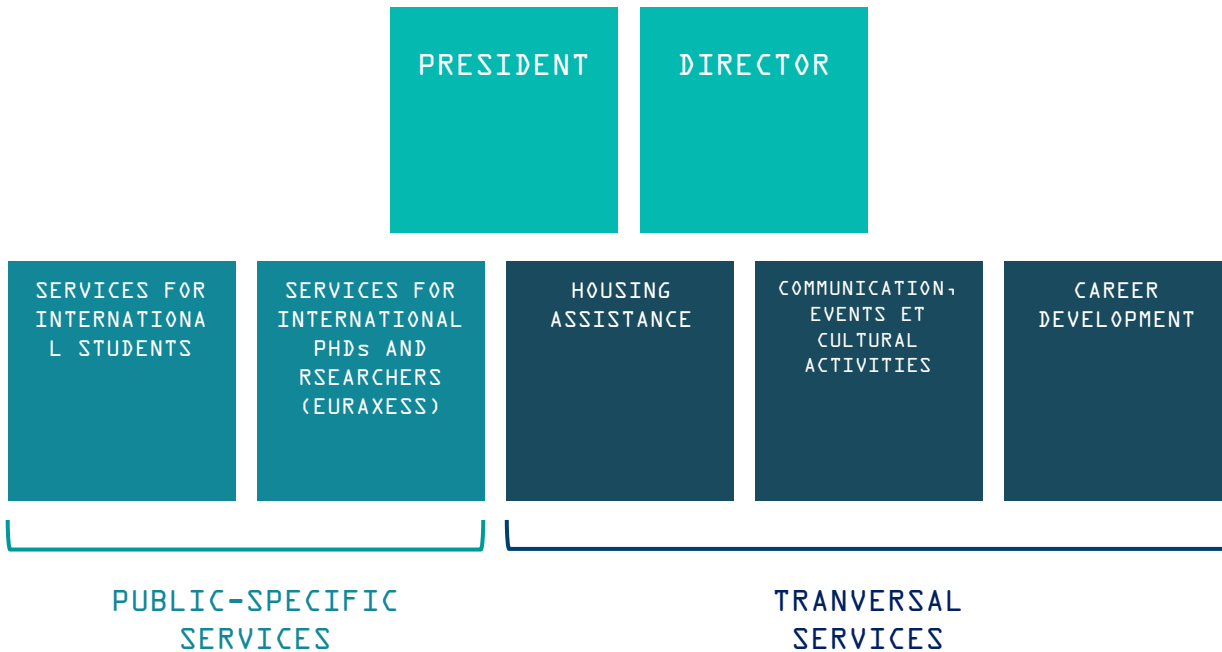 PRESIDENT
DIRECTOR
SERVICES FOR
INTERNATIONA
L STUDENTS
SERVICES FOR
INTERNATIONAL
PHDs AND
RSEARCHERS
(EURAXESS)
HOUSING
ASSISTANCE
COMMUNICATION,
EVENTS ET
CULTURAL
ACTIVITIES
CAREER
DEVELOPMENT
PUBLIC-SPECIFIC
SERVICES
TRANVERSAL
SERVICES